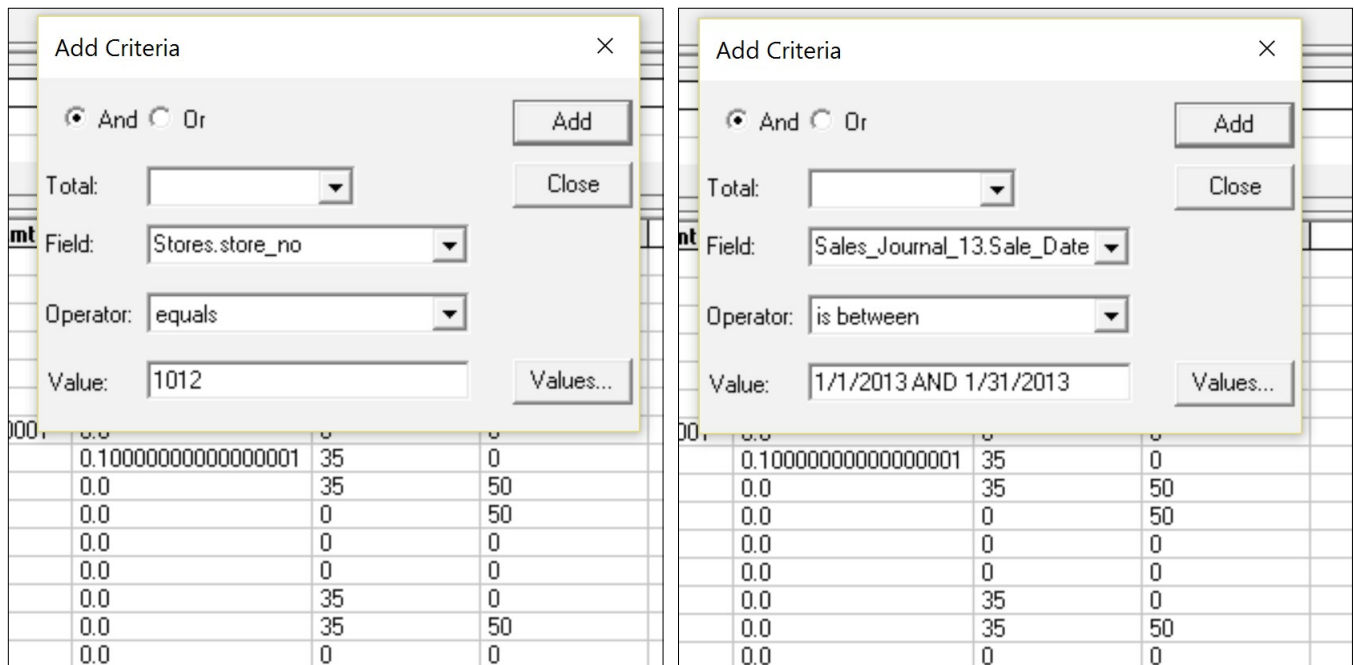 Add Criteria
And Or
Add
Total:
Close
mt
Field: Stores.store_no
Operator: equals
Value: 1012
Values...
0.10000000000000001 35 0
0.0 35 50
0.0 0 50
0.0 0 0
0.0 0 0
0.0 35 0
0.0 35 50
0.0 0 0
Add Criteria
And Or
Add
Total:
Close
nt
Field: Sales_Journal_13.Sale_Date
Operator: is between
Value: 1/1/2013 AND 1/31/2013
Values...
0.10000000000000001 35 0
0.0 35 50
0.0 0 50
0.0 0 0
0.0 0 0
0.0 35 0
0.0 35 50
0.0 0 0